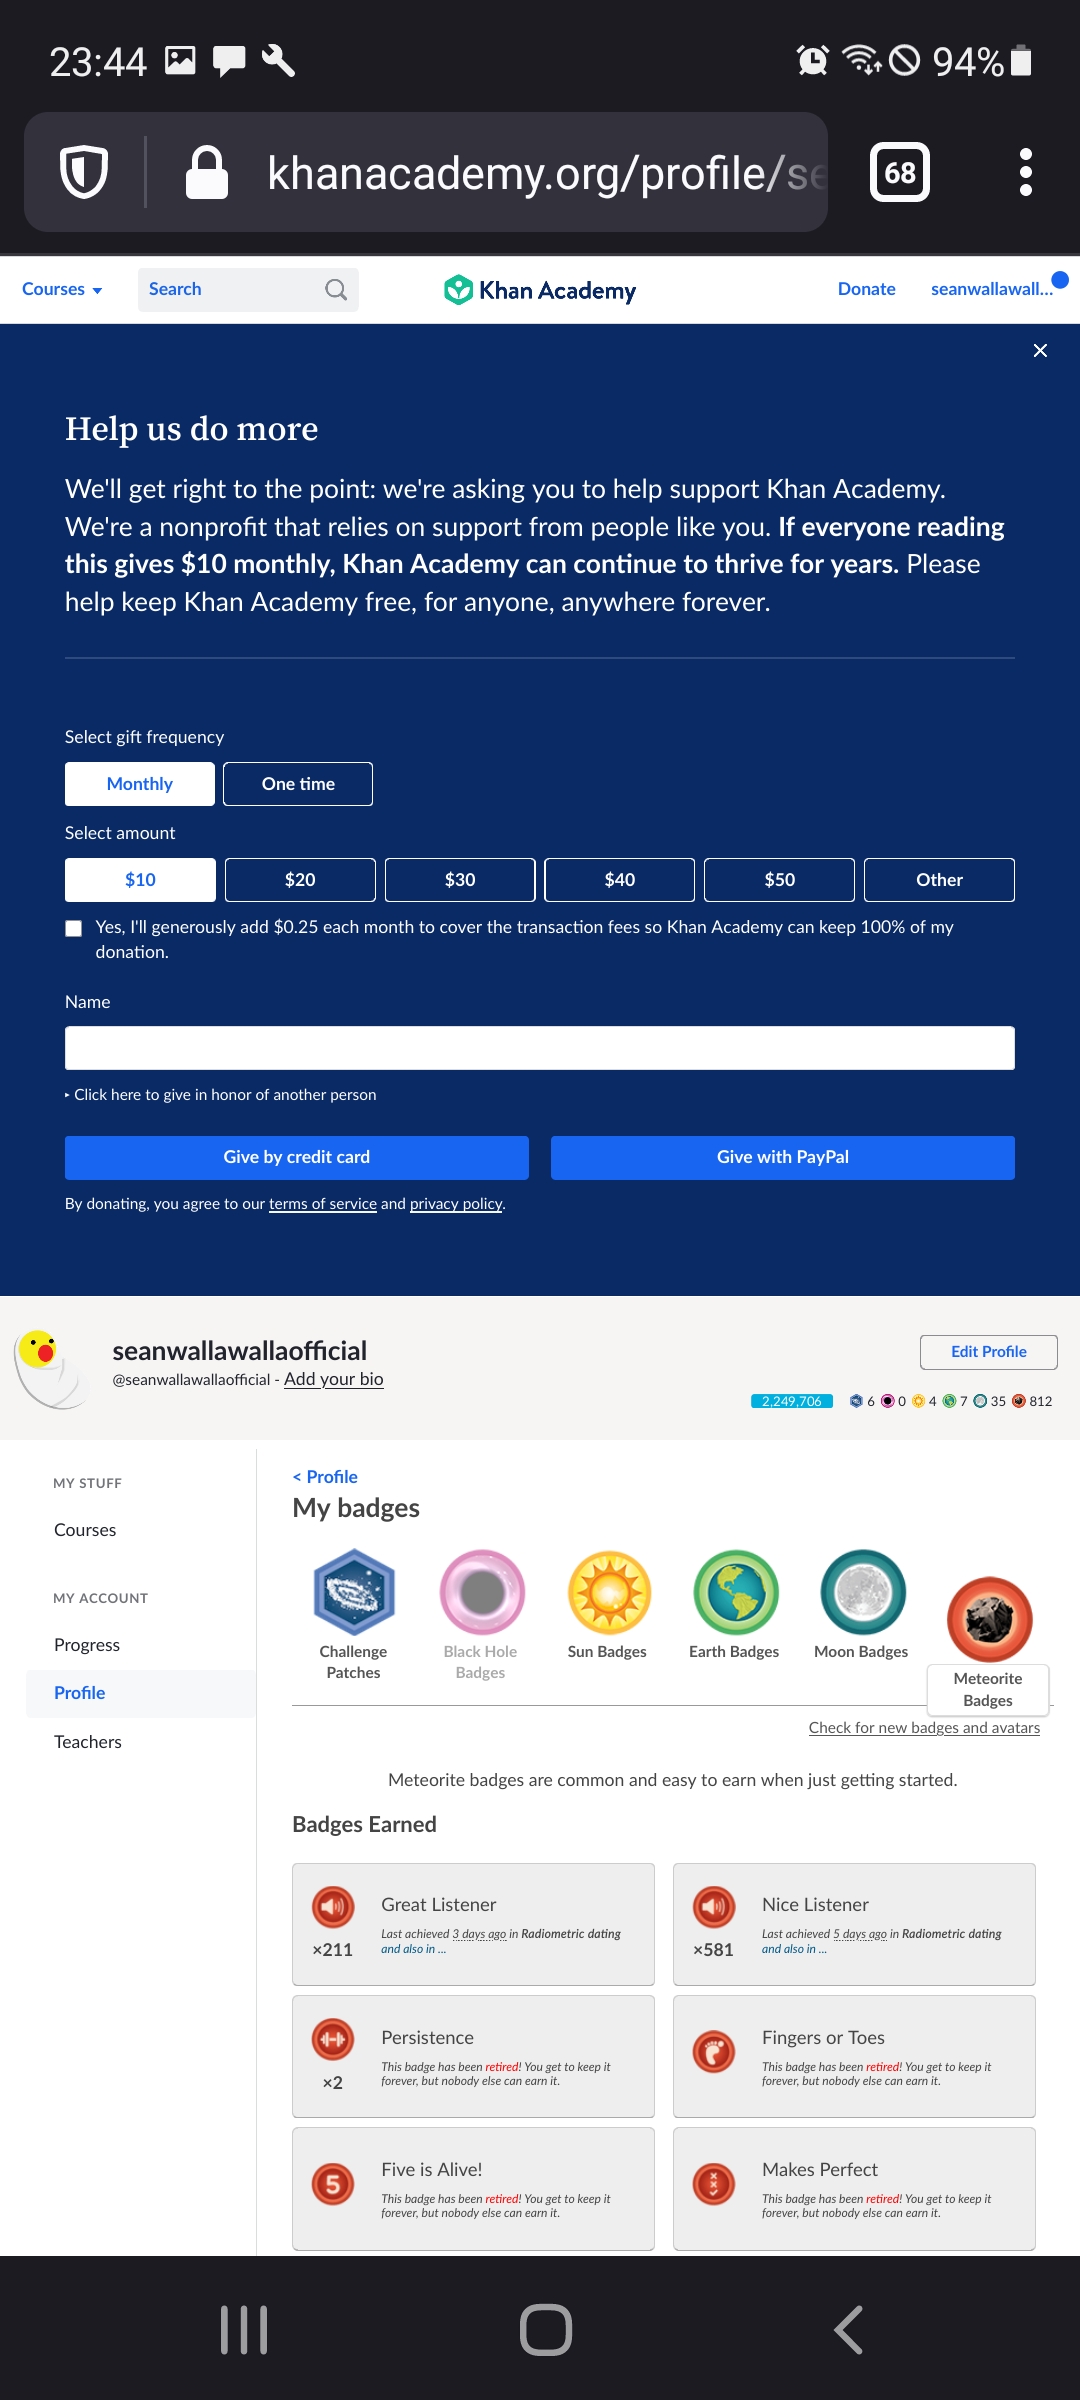 23:44
94%
khanacademy.org/profile/se
68
Courses
Search
Khan Academy
Donate
seanwallawall...
Help us do more
We'll get right to the point: we're asking you to help support Khan Academy.
We're a nonprofit that relies on support from people like you. If everyone reading
this gives $10 monthly, Khan Academy can continue to thrive for years. Please
help keep Khan Academy free, for anyone, anywhere forever.
Select gift frequency
Monthly
One time
Select amount
$10
$20
$30
$40
$50
Other
Yes, I'll generously add $0.25 each month to cover the transaction fees so Khan Academy can keep 100% of my
donation.
Name
Click here to give in honor of another person
Give by credit card
Give with PayPal
By donating, you agree to our terms of service and privacy policy.
seanwallawallaofficial
@seanwallawallaofficial - Add your bio
Edit Profile
2,249,706 6 0 4 7 35 812
MY STUFF
Courses
MY ACCOUNT
Progress
Profile
Teachers
< Profile
My badges
Challenge
Patches
Black Hole
Badges
Sun Badges
Earth Badges
Moon Badges
Meteorite
Badges
Check for new badges and avatars
Meteorite badges are common and easy to earn when just getting started.
Badges Earned
Great Listener
Last achieved 3 days ago in Radiometric dating
and also in ...
×211
Nice Listener
Last achieved 5 days ago in Radiometric dating
and also in ...
×581
Persistence
This badge has been retired! You get to keep it
forever, but nobody else can earn it.
×2
Fingers or Toes
This badge has been retired! You get to keep it
forever, but nobody else can earn it.
5
Five is Alive!
This badge has been retired! You get to keep it
forever, but nobody else can earn it.
Makes Perfect
This badge has been retired! You get to keep it
forever, but nobody else can earn it.